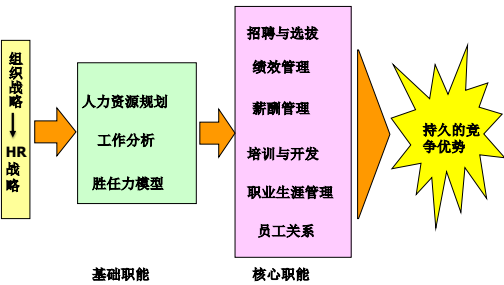 组织战略
HR
战略
人力资源规划
工作分析
胜任力模型
招聘与选拔
绩效管理
薪酬管理
培训与开发
职业生涯管理
员工关系
持久的竞
争优势
基础职能
核心职能